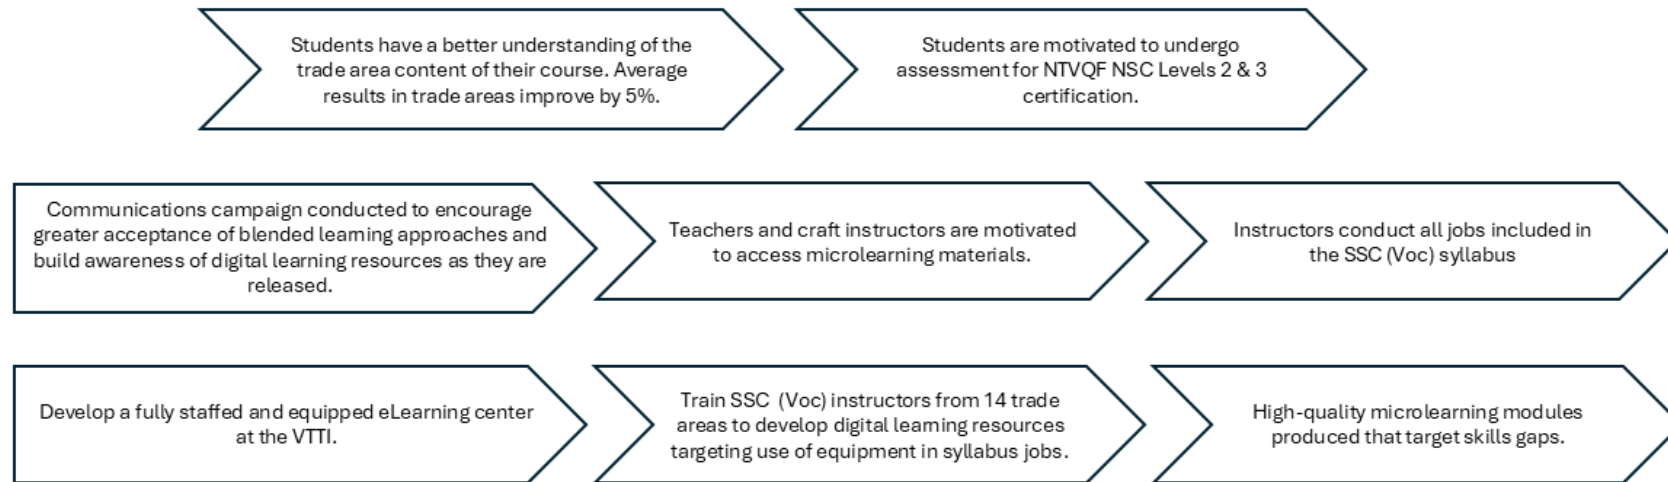 Students have a better understanding of the
trade area content of their course. Average
results in trade areas improve by 5%.
Students are motivated to undergo
assessment for NTVQF NSC Levels 2 & 3
certification.
Communications campaign conducted to encourage
greater acceptance of blended learning approaches and
build awareness of digital learning resources as they are
released.
Teachers and craft instructors are motivated
to access microlearning materials.
Instructors conduct all jobs included in
the SSC (Voc) syllabus
Develop a fully staffed and equipped eLearning center
at the VTTI.
Train SSC (Voc) instructors from 14 trade
areas to develop digital learning resources
targeting use of equipment in syllabus jobs.
High-quality microlearning modules
produced that target skills gaps.